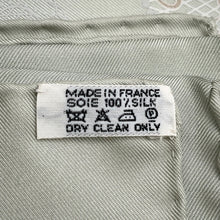 MADE IN FRANCE
SOIE 100% SILK
DRY CLEAN ONLY